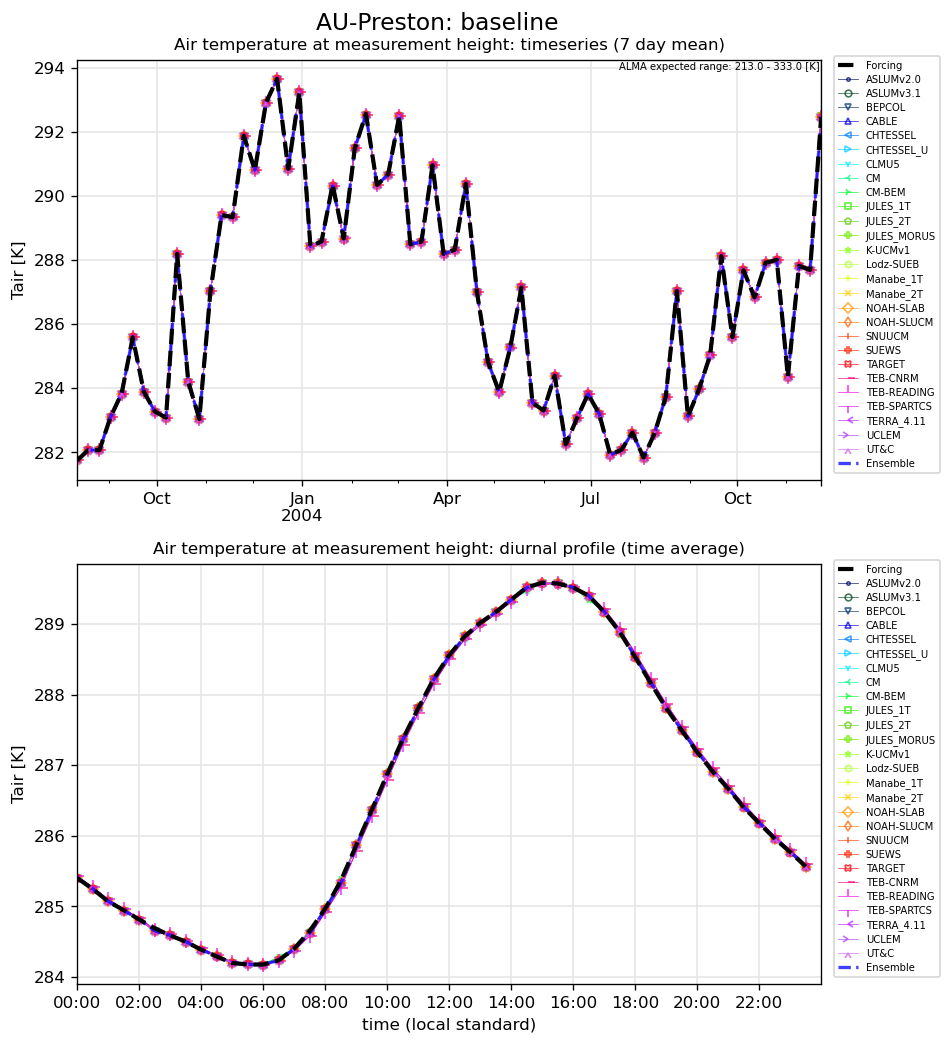 AU-Preston: baseline
Air temperature at measurement height: timeseries (7 day mean)
ALMA expected range: 213.0 - 333.0 [K]
294
292
290
288
286
284
282
Tair [K]
Oct
Jan
2004
Apr
Jul
Oct
Forcing
ASLUMv2.0
ASLUMv3.1
BEPCOL
CABLE
CHTESSEL
CHTESSEL_U
CLMU5
CM
CM-BEM
JULES_1T
JULES_2T
JULES_MORUS
K-UCMv1
Lodz-SUEB
Manabe_1T
Manabe_2T
NOAH-SLAB
NOAH-SLUCM
SNUUCM
SUEWS
TARGET
TEB-CNRM
TEB-READING
TEB-SPARTCS
TERRA_4.11
UCLEM
UT&C
Ensemble
Air temperature at measurement height: diurnal profile (time average)
289
288
287
286
285
284
Tair [K]
00:00
02:00
04:00
06:00
08:00
10:00
12:00
14:00
16:00
18:00
20:00
22:00
time (local standard)
Forcing
ASLUMv2.0
ASLUMv3.1
BEPCOL
CABLE
CHTESSEL
CHTESSEL_U
CLMU5
CM
CM-BEM
JULES_1T
JULES_2T
JULES_MORUS
K-UCMv1
Lodz-SUEB
Manabe_1T
Manabe_2T
NOAH-SLAB
NOAH-SLUCM
SNUUCM
SUEWS
TARGET
TEB-CNRM
TEB-READING
TEB-SPARTCS
TERRA_4.11
UCLEM
UT&C
Ensemble